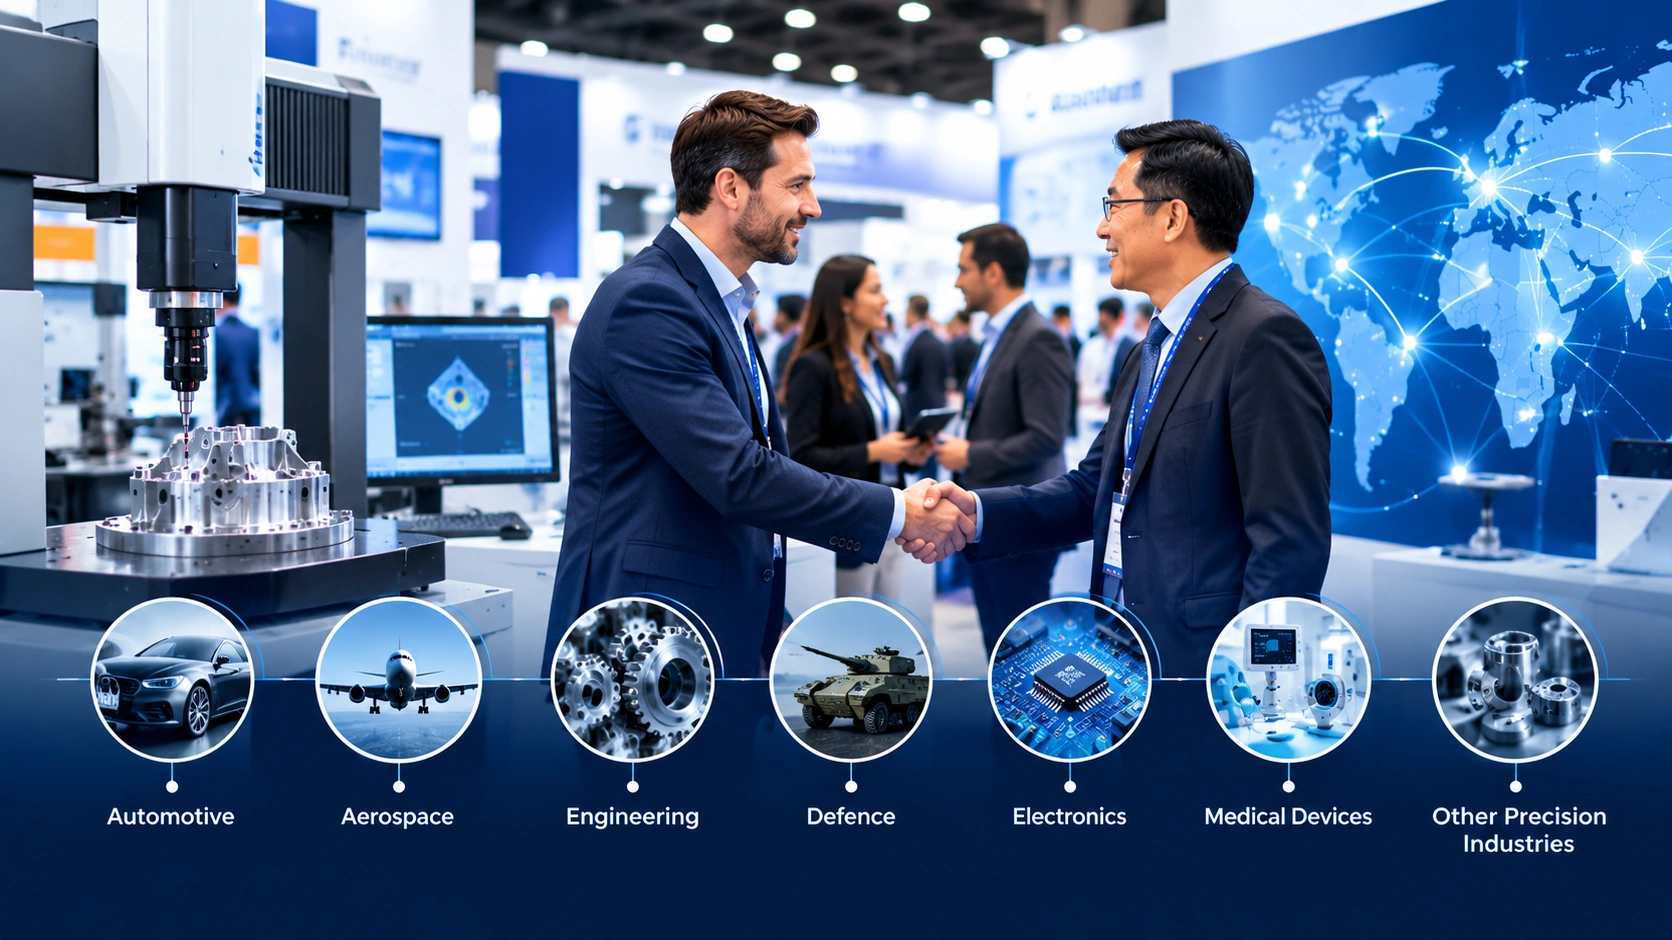 Automotive
Aerospace
Engineering
Defence
Electronics
Medical Devices
Other Precision
Industries